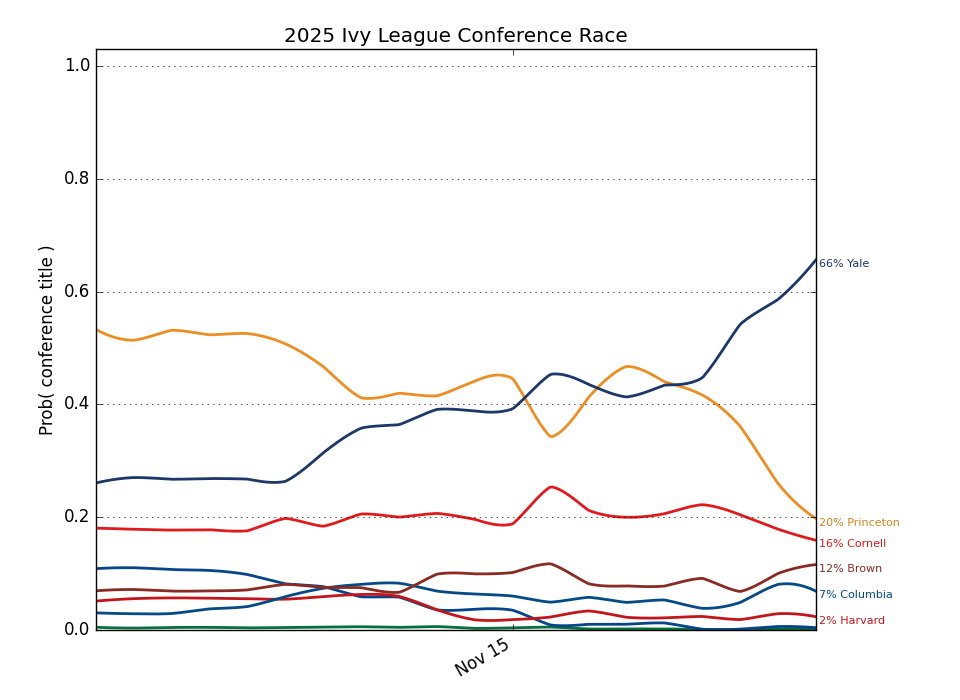 2025 Ivy League Conference Race
Prob( conference title )
1.0
0.8
0.6
0.4
0.2
0.0
66% Yale
20% Princeton
16% Cornell
12% Brown
7% Columbia
2% Harvard
Nov 15